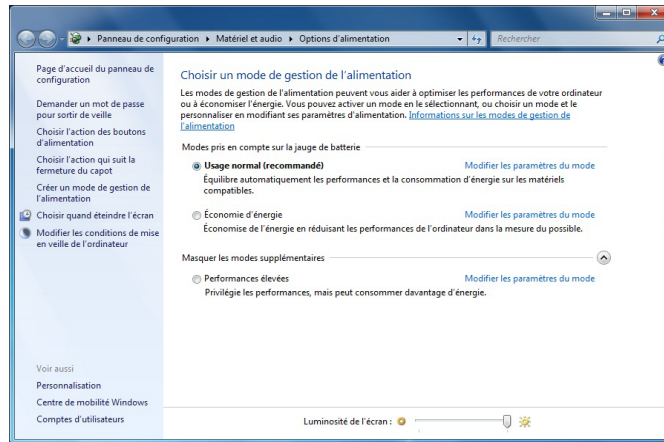 Panneau de configuration ▸ Matériel et audio ▸ Options d'alimentation
Rechercher
Page d'accueil du panneau de
configuration
Demander un mot de passe
pour sortir de veille
Choisir l'action des boutons
d'alimentation
Choisir l'action qui suit la
fermeture du capot
Créer un mode de gestion de
l'alimentation
Choisir quand éteindre l'écran
Modifier les conditions de mise
en veille de l'ordinateur
Voir aussi
Personnalisation
Centre de mobilité Windows
Comptes d'utilisateurs
Choisir un mode de gestion de l'alimentation
Les modes de gestion de l'alimentation peuvent vous aider à optimiser les performances de votre ordinateur
ou à économiser l'énergie. Vous pouvez activer un mode en le sélectionnant, ou choisir un mode et le
personnaliser en modifiant ses paramètres d'alimentation. Informations sur les modes de gestion de
l'alimentation
Modes pris en compte sur la jauge de batterie
Usage normal (recommandé) Modifier les paramètres du mode
Équilibre automatiquement les performances et la consommation d'énergie sur les matériels
compatibles.
Économie d'énergie Modifier les paramètres du mode
Économise de l'énergie en réduisant les performances de l'ordinateur dans la mesure du possible.
Masquer les modes supplémentaires
Performances élevées Modifier les paramètres du mode
Privilégie les performances, mais peut consommer davantage d'énergie.
Luminosité de l'écran :